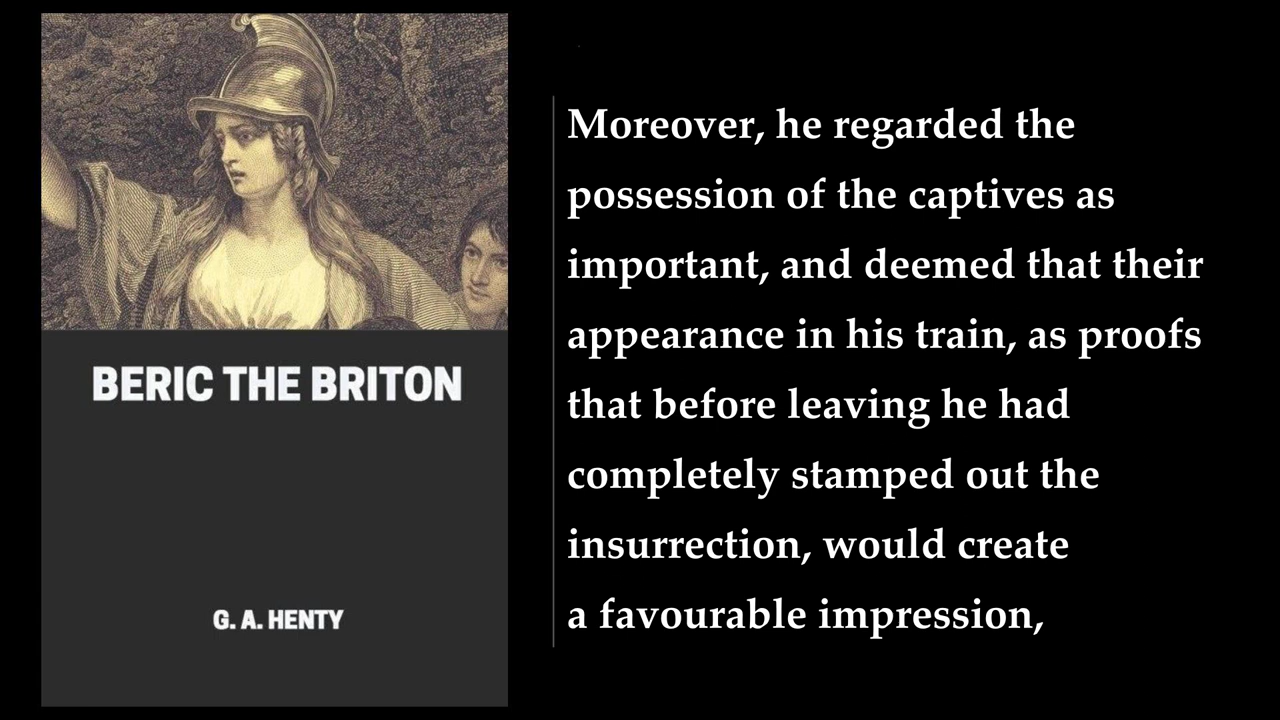 BERIC THE BRITON
G. A. HENTY
Moreover, he regarded the
possession of the captives as
important, and deemed that their
appearance in his train, as proofs
that before leaving he had
completely stamped out the
insurrection, would create
a favourable impression,